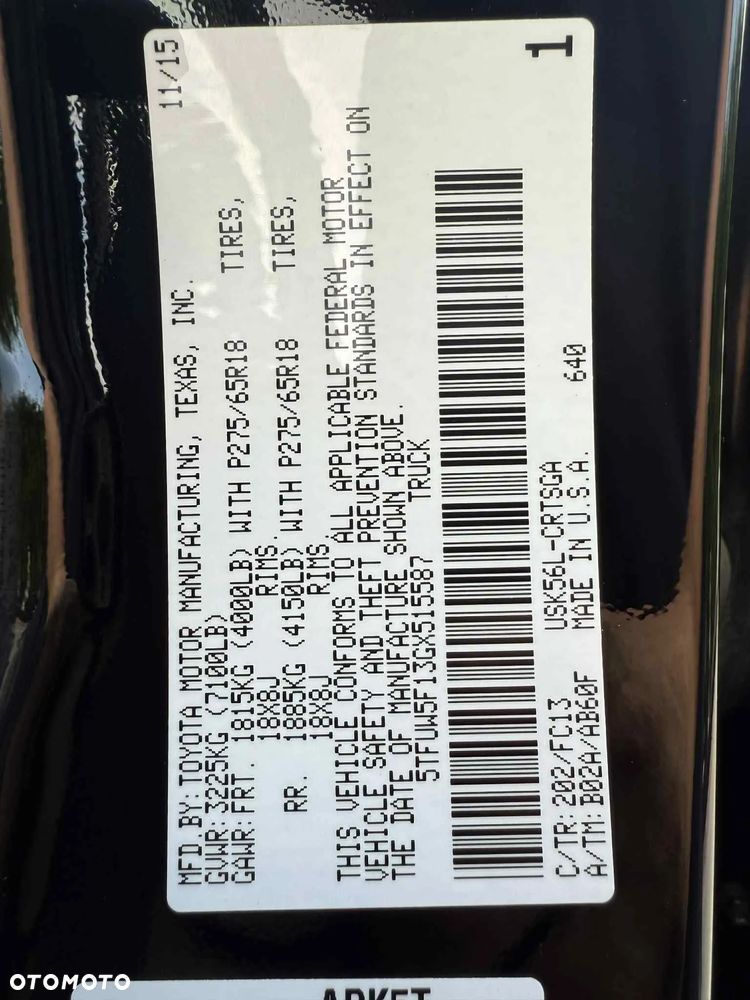 MFD.BY:TOYOTA MOTOR MANUFACTURING, TEXAS, INC. 11/15
GVWR:3225KG (7100LB)
GAWR:FRT. 1815KG (4000LB) WITH P275/65R18 TIRES,
18X8J RIMS.
RR. 1885KG (4150LB) WITH P275/65R18 TIRES,
18X8J RIMS
THIS VEHICLE CONFORMS TO ALL APPLICABLE FEDERAL MOTOR
VEHICLE SAFETY AND THEFT PREVENTION STANDARDS IN EFFECT ON
THE DATE OF MANUFACTURE SHOWN ABOVE.
5TFUW5F13GX515587 TRUCK
C/TR:202/FC13 USK56L-CRTSGA 640
A/TM:B02A/AB60F MADE IN U.S.A.
1
OTOMOTO